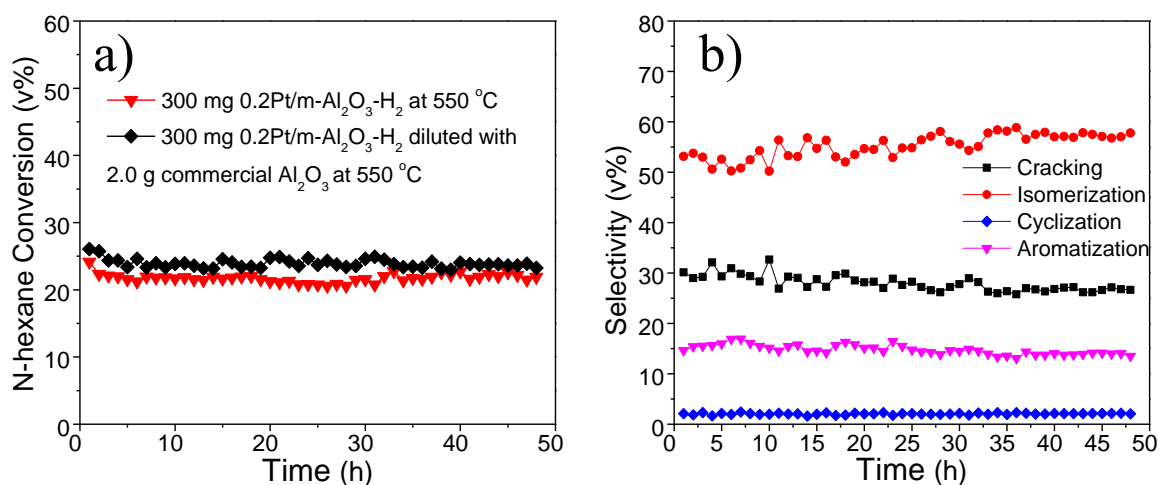 a)
60
50
40
30
20
10
0
N-hexane Conversion (v%)
300 mg 0.2Pt/m-Al₂O₃-H₂ at 550 °C
300 mg 0.2Pt/m-Al₂O₃-H₂ diluted with
2.0 g commercial Al₂O₃ at 550 °C
0 10 20 30 40 50
Time (h)
b)
80
70
60
50
40
30
20
10
0
Selectivity (v%)
Cracking
Isomerization
Cyclization
Aromatization
0 5 10 15 20 25 30 35 40 45 50
Time (h)